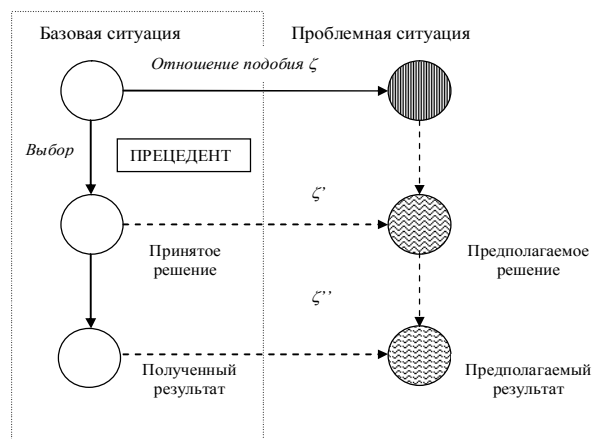 Базовая ситуация
Проблемная ситуация
Отношение подобия ζ
Выбор
ПРЕЦЕДЕНТ
ζ’
Принятое
решение
Предполагаемое
решение
ζ’’
Полученный
результат
Предполагаемый
результат